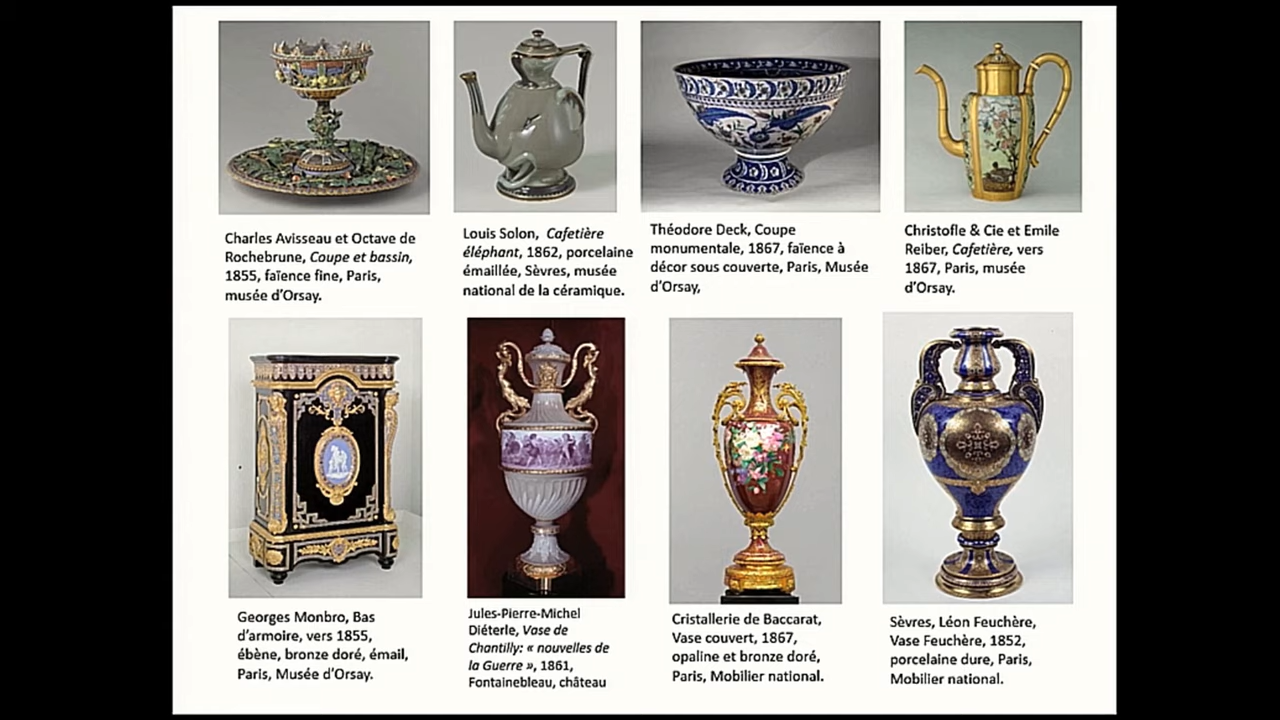 Charles Avisseau et Octave de
Rochebrune, Coupe et bassin,
1855, faïence fine, Paris,
musée d'Orsay.
Louis Solon, Cafetière
éléphant, 1862, porcelaine
émaillée, Sèvres, musée
national de la céramique.
Théodore Deck, Coupe
monumentale, 1867, faïence à
décor sous couverte, Paris, Musée
d'Orsay,
Christofle & Cie et Emile
Reiber, Cafetière, vers
1867, Paris, musée
d'Orsay.
Georges Monbro, Bas
d'armoire, vers 1855,
ébène, bronze doré, émail,
Paris, Musée d'Orsay.
Jules-Pierre-Michel
Diéterle, Vase de
Chantilly: « nouvelles de
la Guerre », 1861,
Fontainebleau, château
Cristallerie de Baccarat,
Vase couvert, 1867,
opaline et bronze doré,
Paris, Mobilier national.
Sèvres, Léon Feuchère,
Vase Feuchère, 1852,
porcelaine dure, Paris,
Mobilier national.